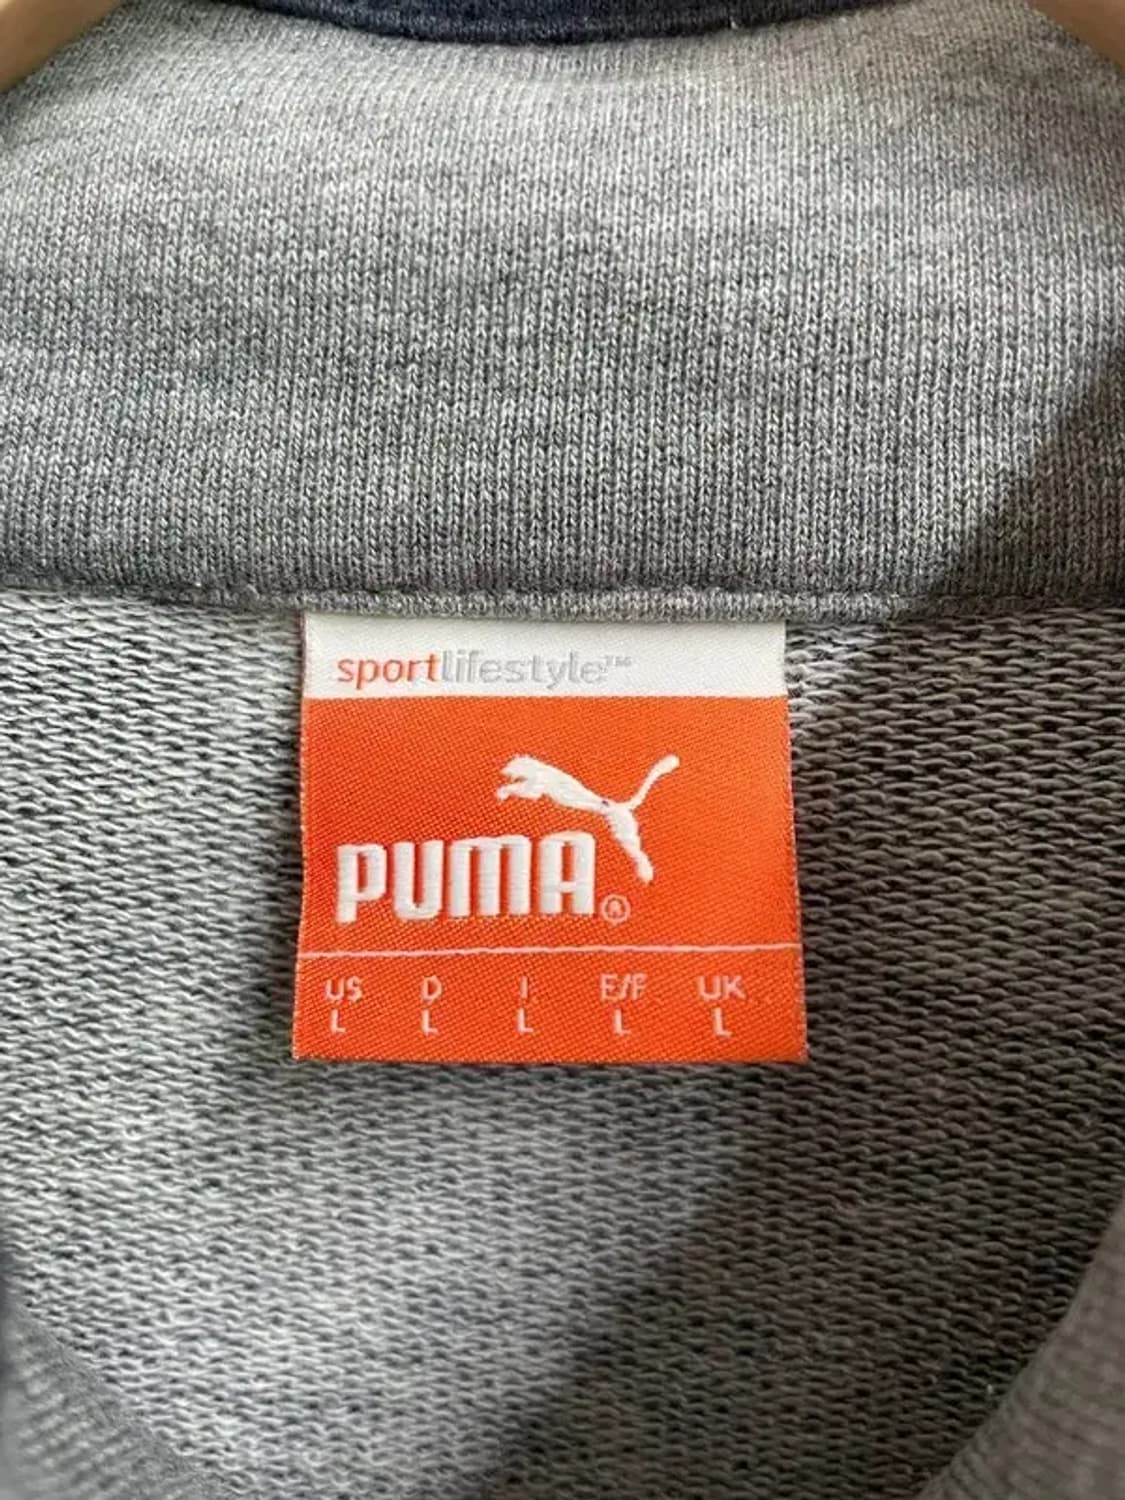 sportlifestyle™
PUMA®
US D I E/F UK
L L L L L